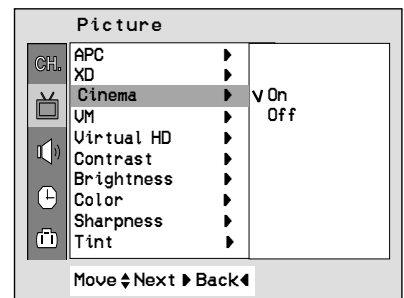 Picture
CH.
APC
XD
Cinema
VM
Virtual HD
Contrast
Brightness
Color
Sharpness
Tint
On
Off
Move Next Back